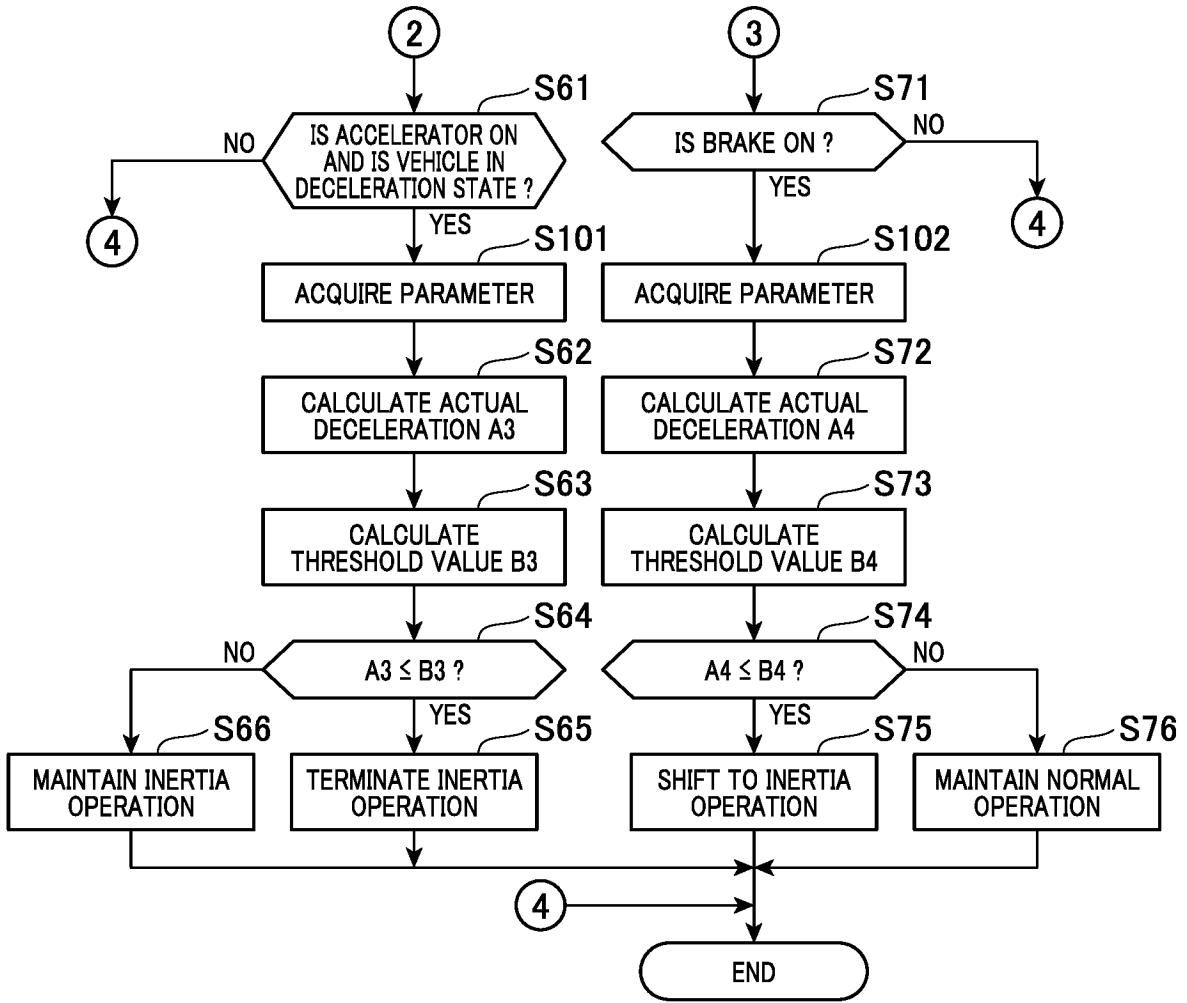 2
3
S61
S71
IS ACCELERATOR ON
AND IS VEHICLE IN
DECELERATION STATE ?
NO
IS BRAKE ON ?
NO
YES
YES
4
4
S101
S102
ACQUIRE PARAMETER
ACQUIRE PARAMETER
S62
S72
CALCULATE ACTUAL
DECELERATION A3
CALCULATE ACTUAL
DECELERATION A4
S63
S73
CALCULATE
THRESHOLD VALUE B3
CALCULATE
THRESHOLD VALUE B4
S64
S74
NO
A3 ≦ B3 ?
A4 ≦ B4 ?
NO
YES
YES
S66
S65
S75
S76
MAINTAIN INERTIA
OPERATION
TERMINATE INERTIA
OPERATION
SHIFT TO INERTIA
OPERATION
MAINTAIN NORMAL
OPERATION
4
END